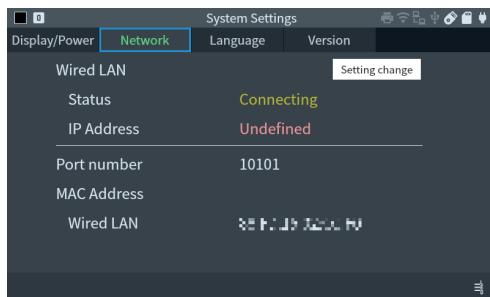 0 System Settings
Display/Power Network Language Version
Wired LAN Setting change
Status Connecting
IP Address Undefined
Port number 10101
MAC Address
Wired LAN